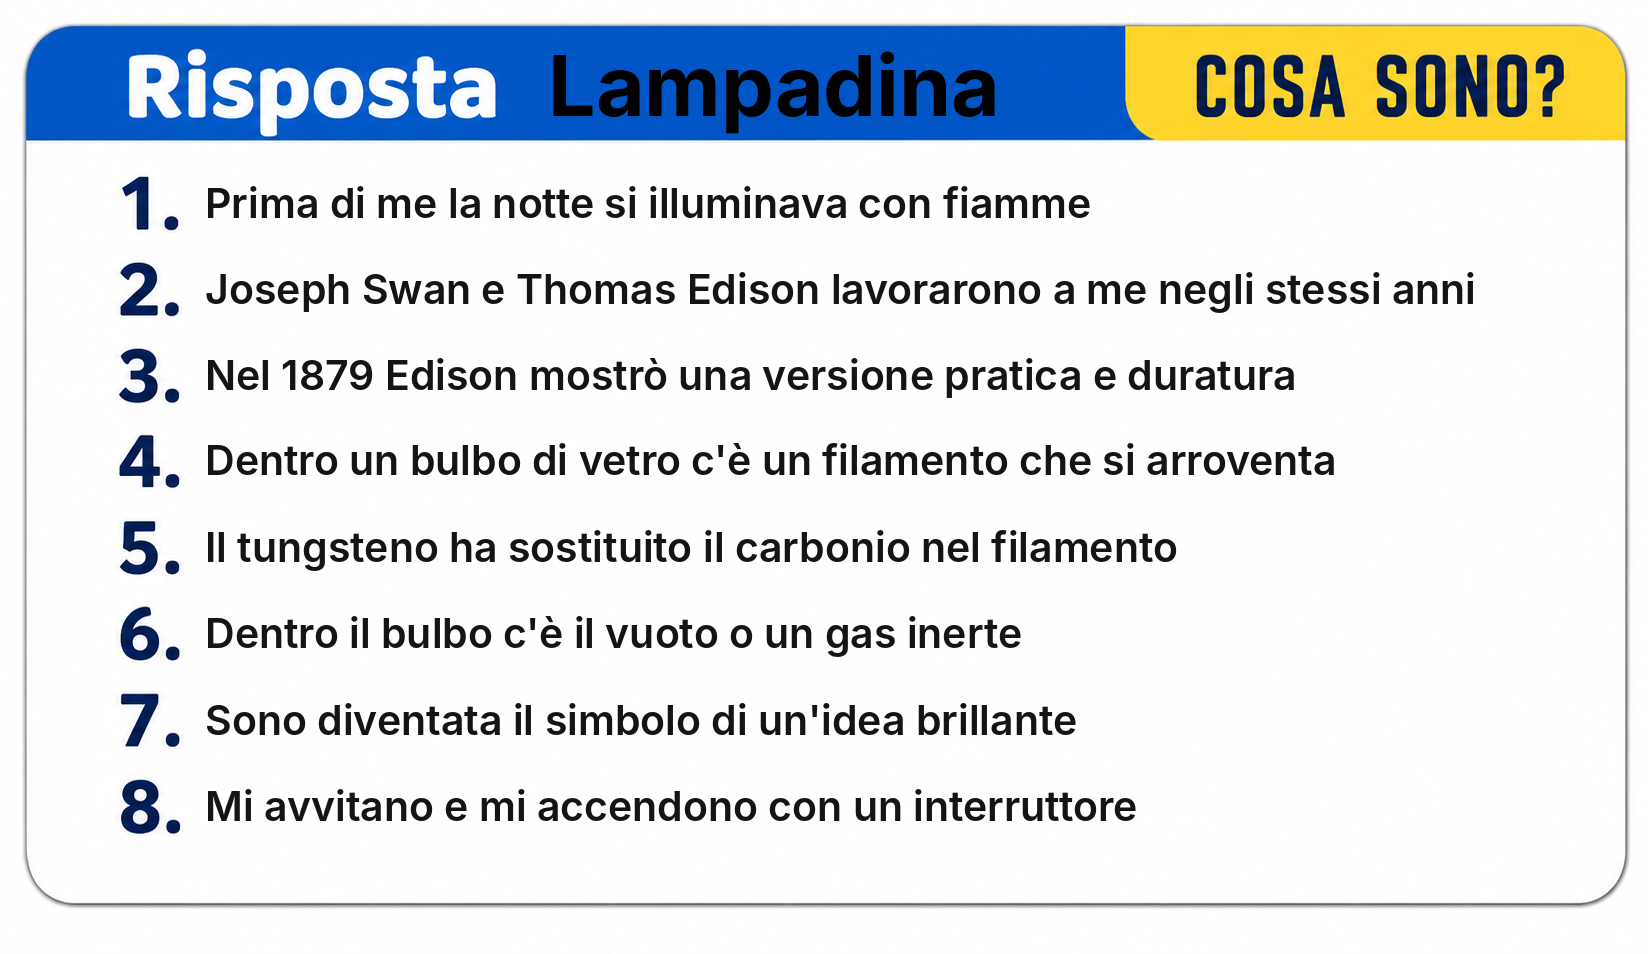 Risposta Lampadina COSA SONO?
1. Prima di me la notte si illuminava con fiamme
2. Joseph Swan e Thomas Edison lavorarono a me negli stessi anni
3. Nel 1879 Edison mostrò una versione pratica e duratura
4. Dentro un bulbo di vetro c'è un filamento che si arroventa
5. Il tungsteno ha sostituito il carbonio nel filamento
6. Dentro il bulbo c'è il vuoto o un gas inerte
7. Sono diventata il simbolo di un'idea brillante
8. Mi avvitano e mi accendono con un interruttore